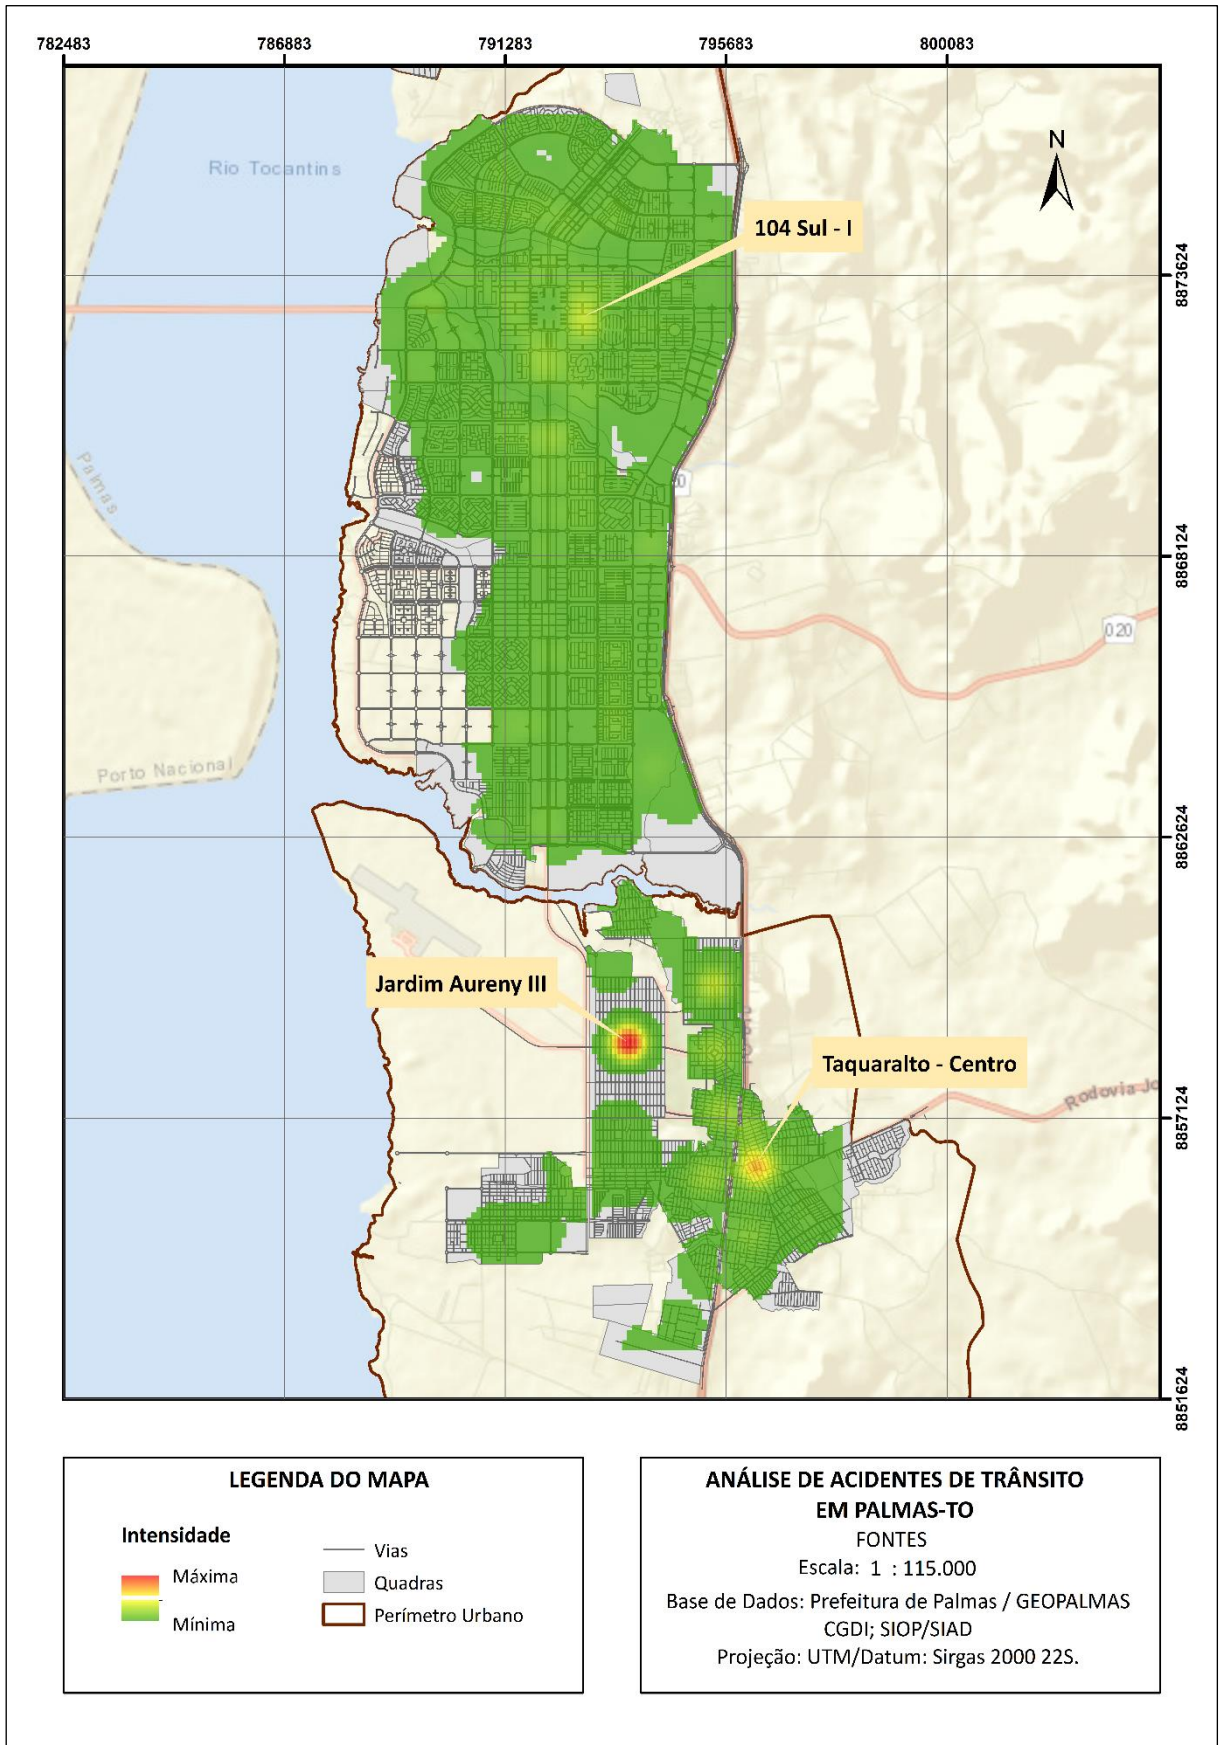 782483
786883
791283
795683
800083
N
Rio Tocantins
104 Sul - I
8873624
Palmas
8868124
020
Porto Nacional
8862624
Jardim Aureny III
Taquaralto - Centro
Rodovia Jo
8857124
8851624
LEGENDA DO MAPA
Intensidade
Máxima
Mínima
Vias
Quadras
Perímetro Urbano
ANÁLISE DE ACIDENTES DE TRÂNSITO
EM PALMAS-TO
FONTES
Escala: 1 : 115.000
Base de Dados: Prefeitura de Palmas / GEOPALMAS
CGDI; SIOP/SIAD
Projeção: UTM/Datum: Sirgas 2000 22S.